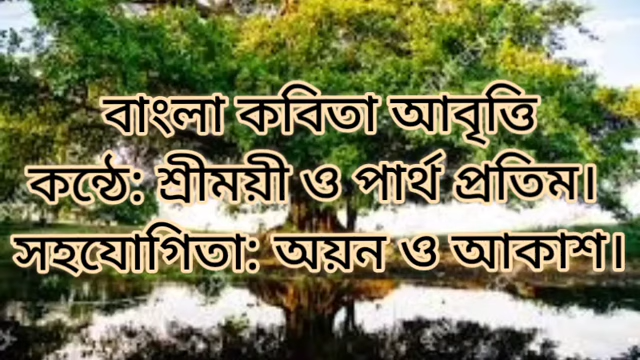 বাংলা কবিতা আবৃত্তি
কন্ঠে: শ্রীময়ী ও পার্থ প্রতিম।
সহযোগিতা: অয়ন ও আকাশ।